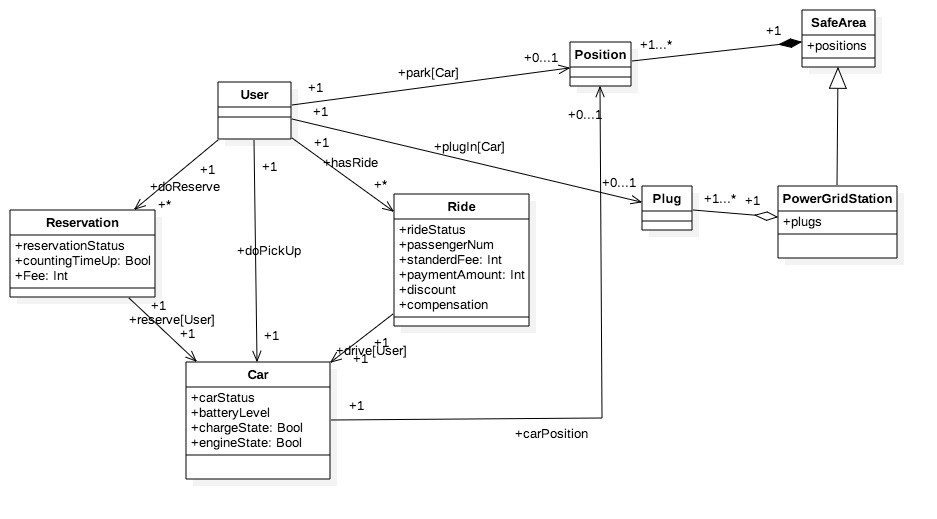 SafeArea
+positions
+1
+1...*
Position
+0...1
+park[Car]
+1
User
+1
+0...1
+plugIn[Car]
+1
+hasRide
+1
+1
+doReserve
+*
+*
+0...1
Plug
+1...*
+1
PowerGridStation
+plugs
Reservation
+reservationStatus
+countingTimeUp: Bool
+Fee: Int
Ride
+rideStatus
+passengerNum
+standerdFee: Int
+paymentAmount: Int
+discount
+compensation
+doPickUp
+1
+reserve[User]
+1
+1
+1
+drive[User]
+1
Car
+carStatus
+batteryLevel
+chargeState: Bool
+engineState: Bool
+1
+carPosition